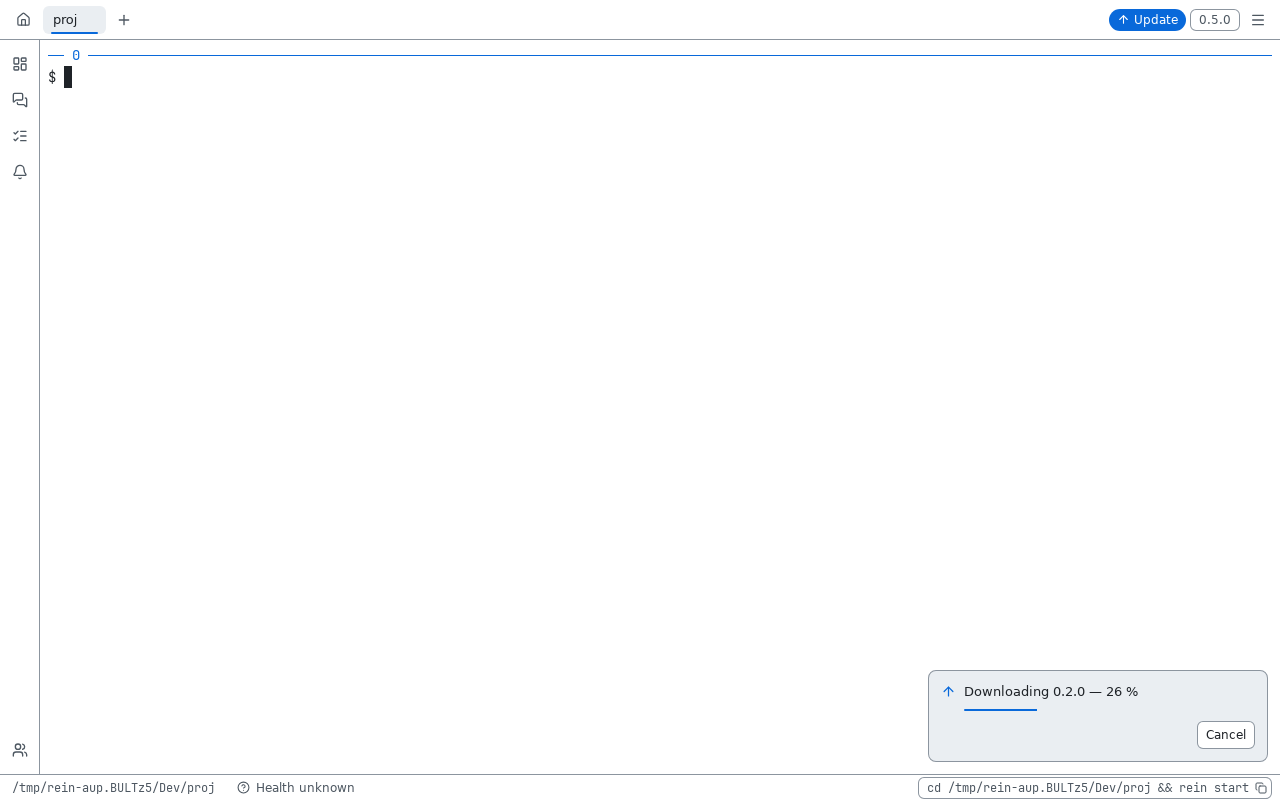 proj
Update
0.5.0
0
$
Downloading 0.2.0 — 26 %
Cancel
/tmp/rein-aup.BULTz5/Dev/proj
Health unknown
cd /tmp/rein-aup.BULTz5/Dev/proj && rein start